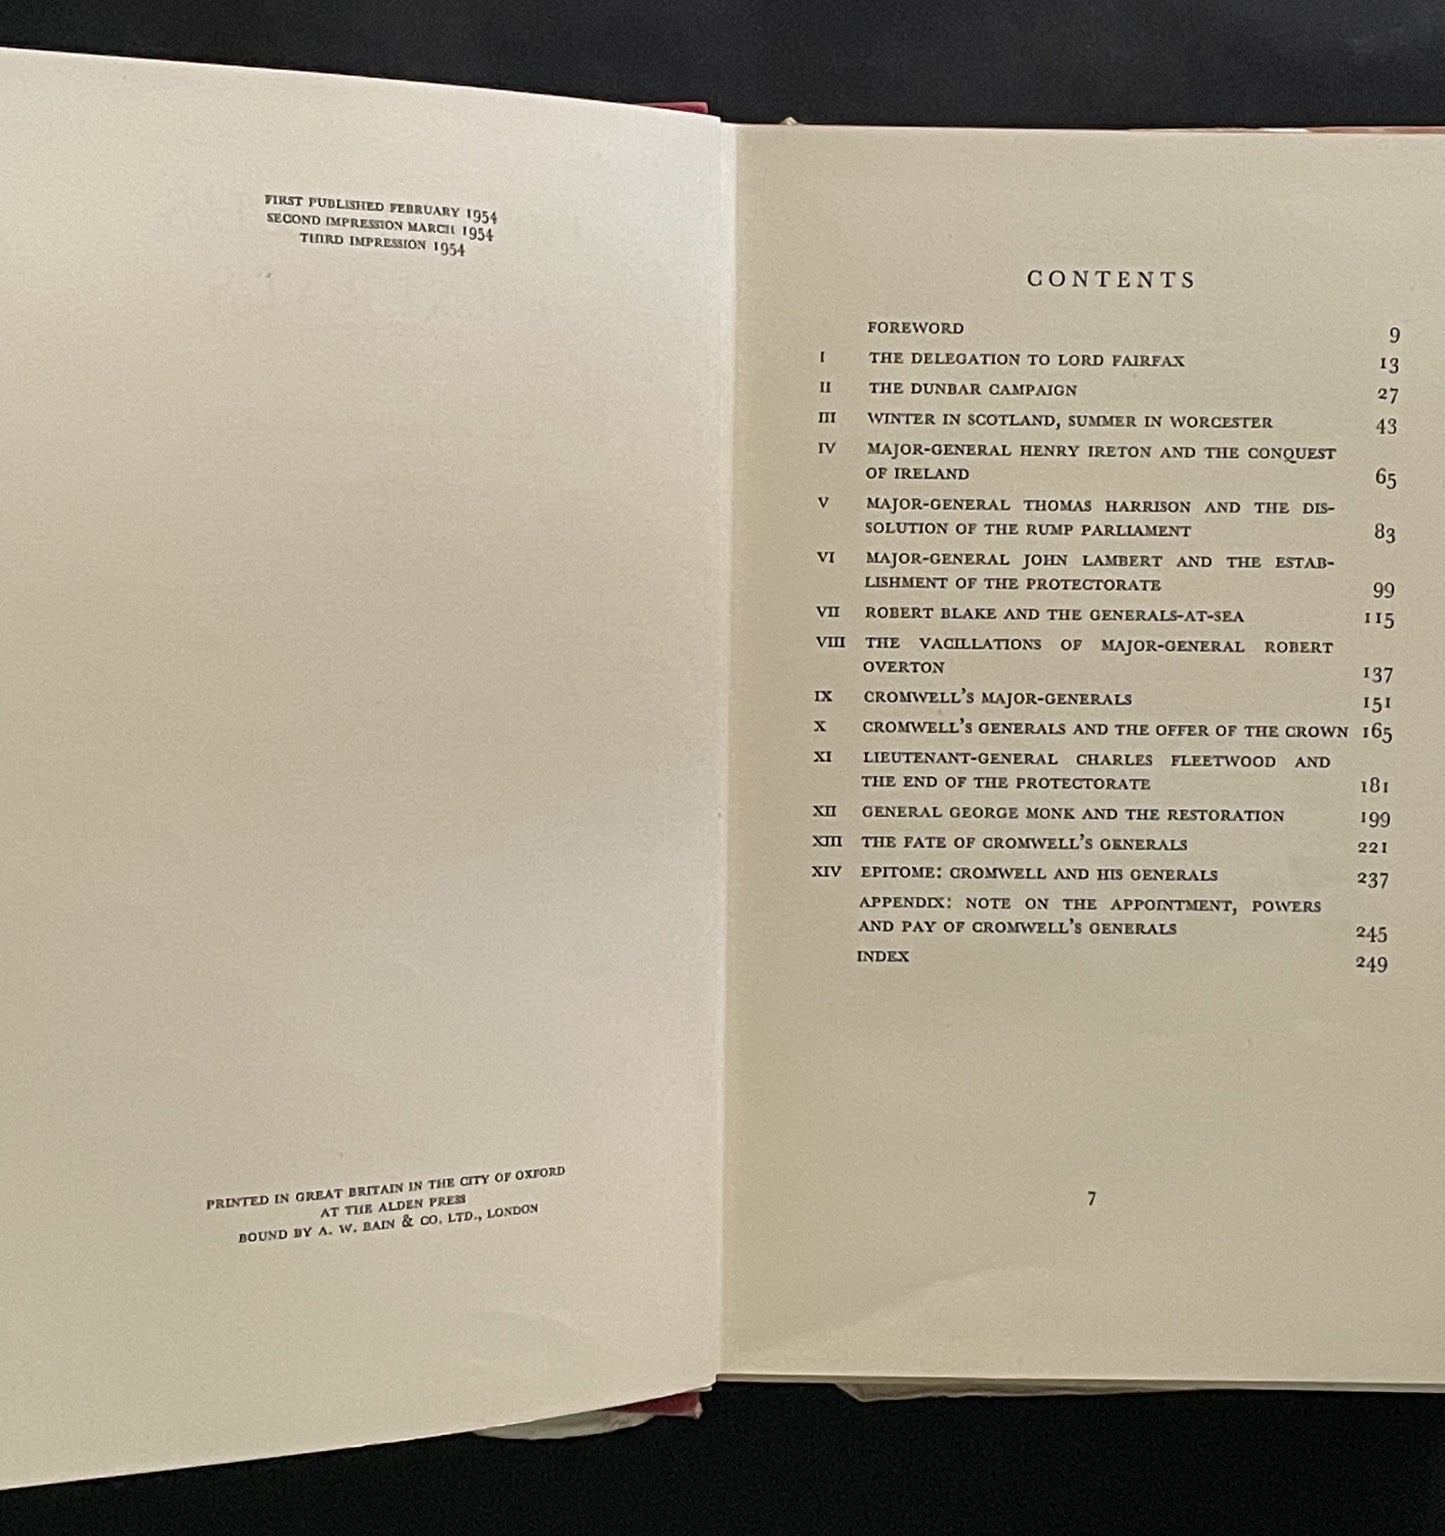 FIRST PUBLISHED FEBRUARY 1954
SECOND IMPRESSION MARCH 1954
THIRD IMPRESSION 1954
PRINTED IN GREAT BRITAIN IN THE CITY OF OXFORD
AT THE ALDEN PRESS
BOUND BY A. W. BAIN & CO. LTD., LONDON
CONTENTS
FOREWORD 9
I THE DELEGATION TO LORD FAIRFAX 13
II THE DUNBAR CAMPAIGN 27
III WINTER IN SCOTLAND, SUMMER IN WORCESTER 43
IV MAJOR-GENERAL HENRY IRETON AND THE CONQUEST
OF IRELAND 65
V MAJOR-GENERAL THOMAS HARRISON AND THE DIS-
SOLUTION OF THE RUMP PARLIAMENT 83
VI MAJOR-GENERAL JOHN LAMBERT AND THE ESTAB-
LISHMENT OF THE PROTECTORATE 99
VII ROBERT BLAKE AND THE GENERALS-AT-SEA 115
VIII THE VACILLATIONS OF MAJOR-GENERAL ROBERT
OVERTON 137
IX CROMWELL'S MAJOR-GENERALS 151
X CROMWELL'S GENERALS AND THE OFFER OF THE CROWN 165
XI LIEUTENANT-GENERAL CHARLES FLEETWOOD AND
THE END OF THE PROTECTORATE 181
XII GENERAL GEORGE MONK AND THE RESTORATION 199
XIII THE FATE OF CROMWELL'S GENERALS 221
XIV EPITOME: CROMWELL AND HIS GENERALS 237
APPENDIX: NOTE ON THE APPOINTMENT, POWERS
AND PAY OF CROMWELL'S GENERALS 245
INDEX 249
7